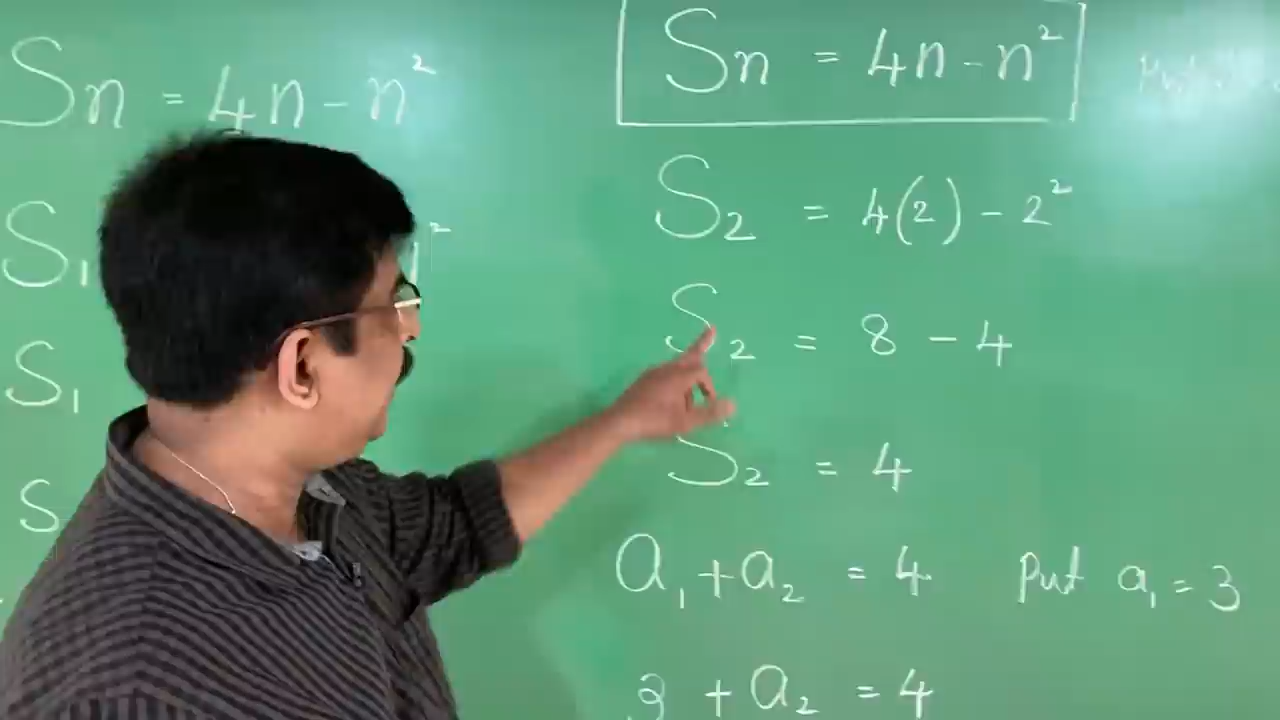 Sn = 4n - n²
S₁ ²
S₁
S
Sn = 4n - n²
S₂ = 4(2) - 2²
S₂ = 8 - 4
S₂ = 4
a₁ + a₂ = 4 Put a₁ = 3
3 + a₂ = 4